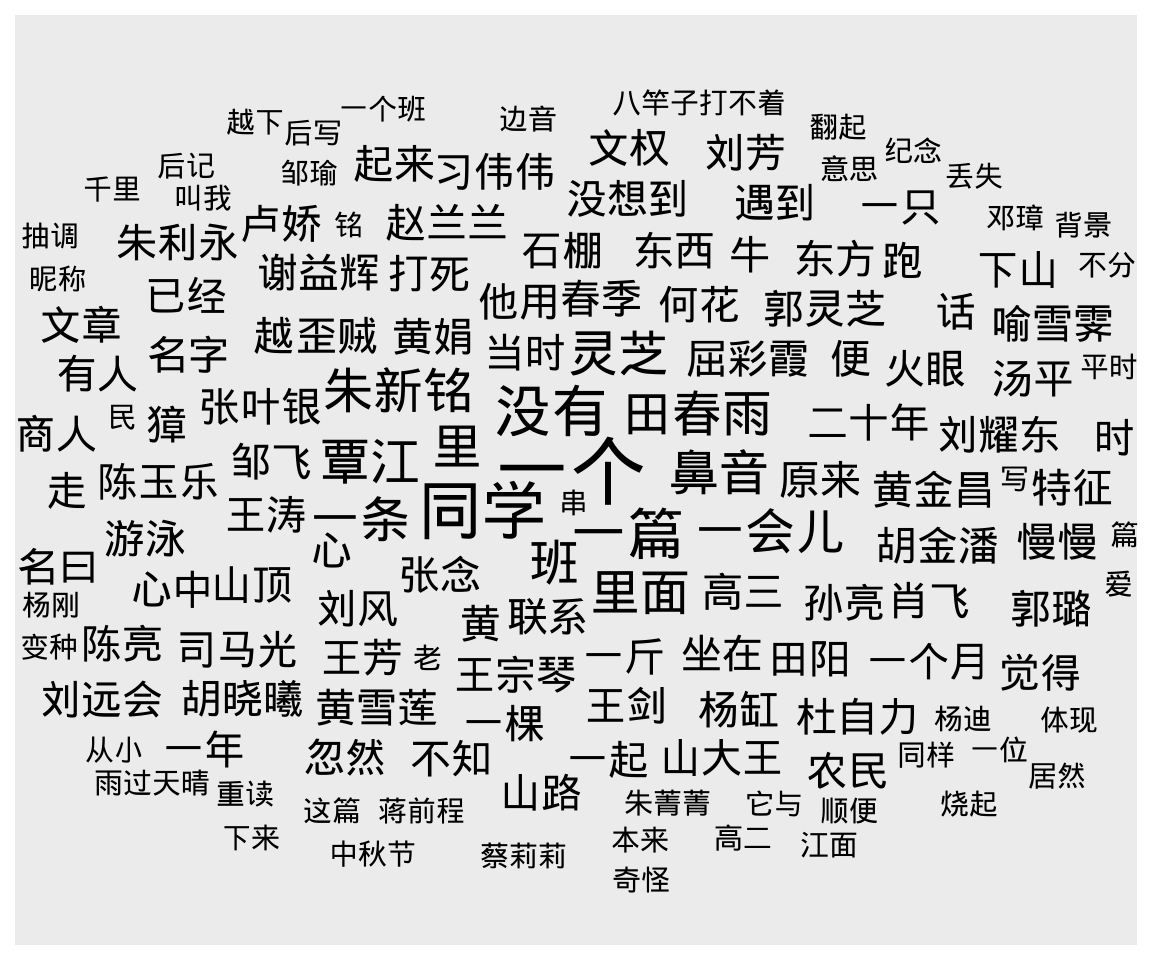 八竿子打不着
一个班
越下
后写
边音
翻起
文权
刘芳
纪念
后记
邹瑜
起来
习伟伟
意思
丢失
千里
叫我
没想到
遇到
一只
抽调
朱利永
卢娇
铭
赵兰兰
邓璋
背景
石棚
东西
牛
东方
跑
昵称
谢益辉
打死
下山
不分
已经
他用
春季
何花
郭灵芝
话
文章
越歪贼
黄娟
喻雪霁
名字
当时
灵芝
屈彩霞
便
火眼
有人
汤平
平时
朱新铭
张叶银
没有
田春雨
二十年
商人
民
獐
刘耀东
时
邹飞
覃江
里
一个
鼻音
原来
走
陈玉乐
黄金昌
写
特征
王涛
一条
同学
串
一篇
一会儿
游泳
心
胡金潘
慢慢
篇
名曰
张念
班
心中
山顶
里面
高三
孙亮
肖飞
爱
杨刚
刘风
黄
联系
郭璐
变种
陈亮
司马光
王芳
老
一斤
坐在
田阳
一个月
觉得
王宗琴
刘远会
胡晓曦
黄雪莲
一棵
王剑
杨缸
杜自力
杨迪
体现
从小
一年
忽然
不知
一起
山大王
农民
同样
一位
雨过天晴
重读
山路
居然
这篇
蒋前程
朱菁菁
它与
顺便
烧起
下来
本来
高二
江面
中秋节
蔡莉莉
奇怪